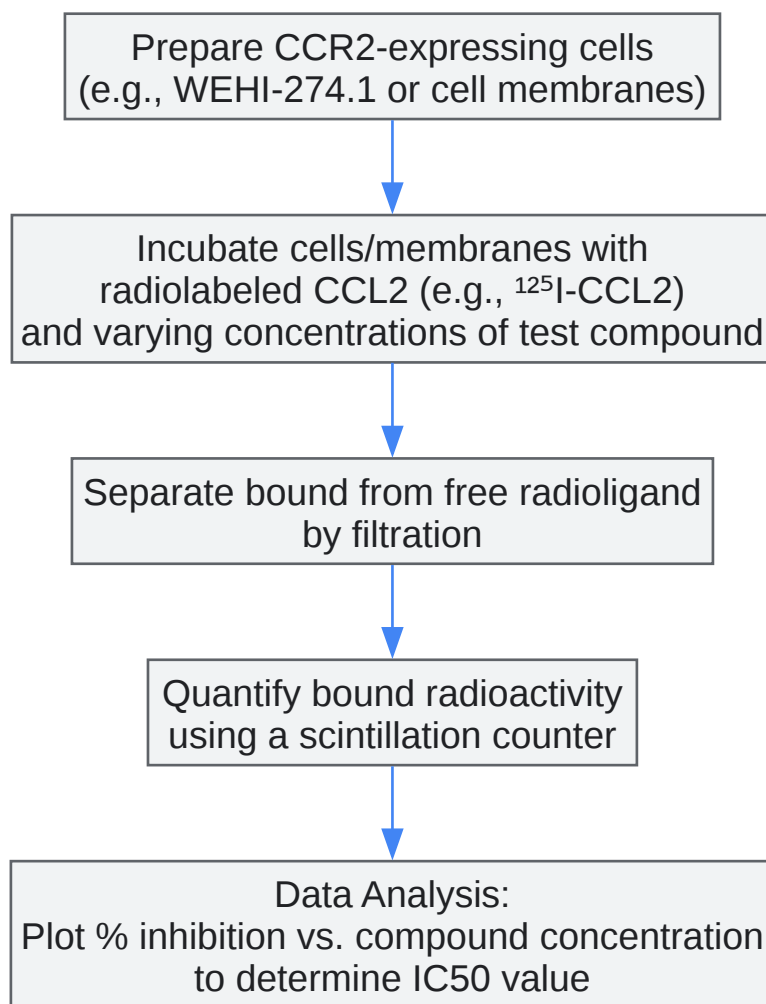 Prepare CCR2-expressing cells
(e.g., WEHI-274.1 or cell membranes)
Incubate cells/membranes with
radiolabeled CCL2 (e.g., ¹²⁵I-CCL2)
and varying concentrations of test compound
Separate bound from free radioligand
by filtration
Quantify bound radioactivity
using a scintillation counter
Data Analysis:
Plot % inhibition vs. compound concentration
to determine IC50 value